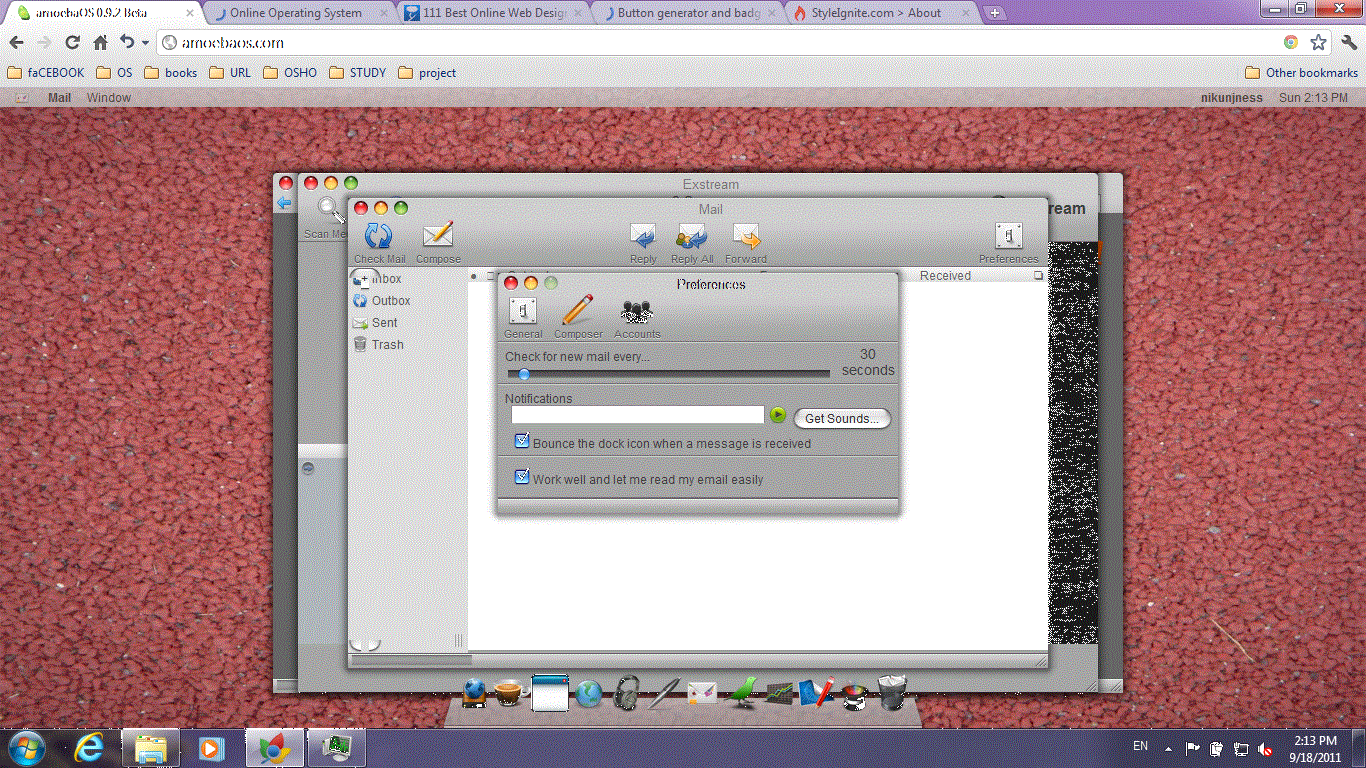 amoebaOS 0.9.2 Beta
Online Operating System
111 Best Online Web Design
Button generator and badg
StyleIgnite.com > About
amoebaos.com
faCEBOOK OS books URL OSHO STUDY project Other bookmarks
Mail Window nikunjness Sun 2:13 PM
Exstream
Mail
Scan Me
Check Mail Compose Reply Reply All Forward Preferences
Inbox
Received
Outbox
Sent
Trash
Preferences
General Composer Accounts
Check for new mail every...
30
seconds
Notifications
Get Sounds...
Bounce the dock icon when a message is received
Work well and let me read my email easily
EN
2:13 PM
9/18/2011